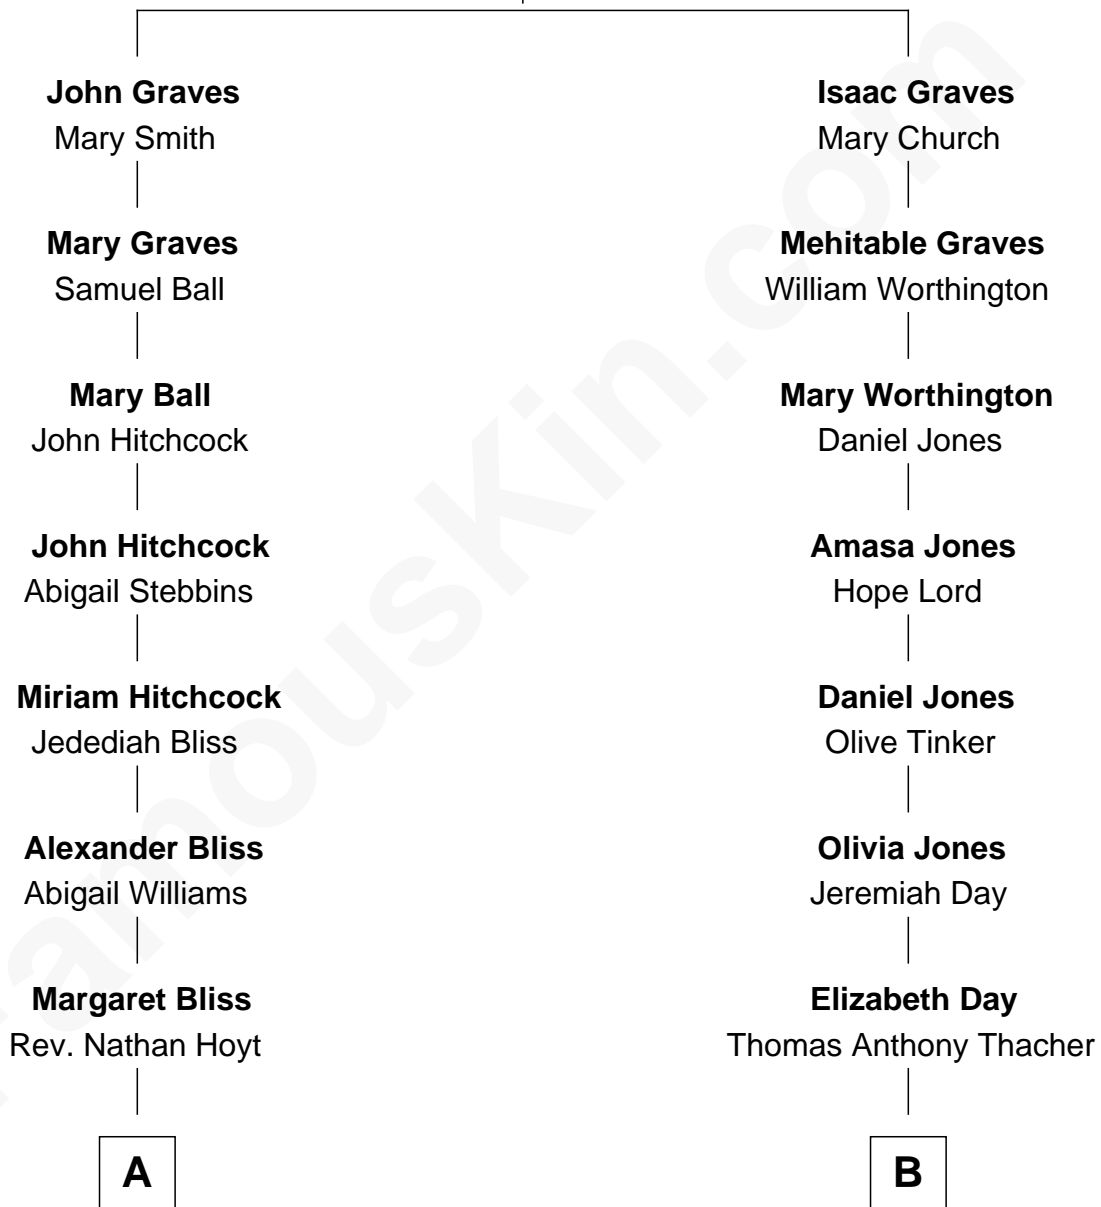 John Graves
Mary Smith
Mary Graves
Samuel Ball
Mary Ball
John Hitchcock
John Hitchcock
Abigail Stebbins
Miriam Hitchcock
Jedediah Bliss
Alexander Bliss
Abigail Williams
Margaret Bliss
Rev. Nathan Hoyt
A
Isaac Graves
Mary Church
Mehitable Graves
William Worthington
Mary Worthington
Daniel Jones
Amasa Jones
Hope Lord
Daniel Jones
Olive Tinker
Olivia Jones
Jeremiah Day
Elizabeth Day
Thomas Anthony Thacher
B
FamousKin.com